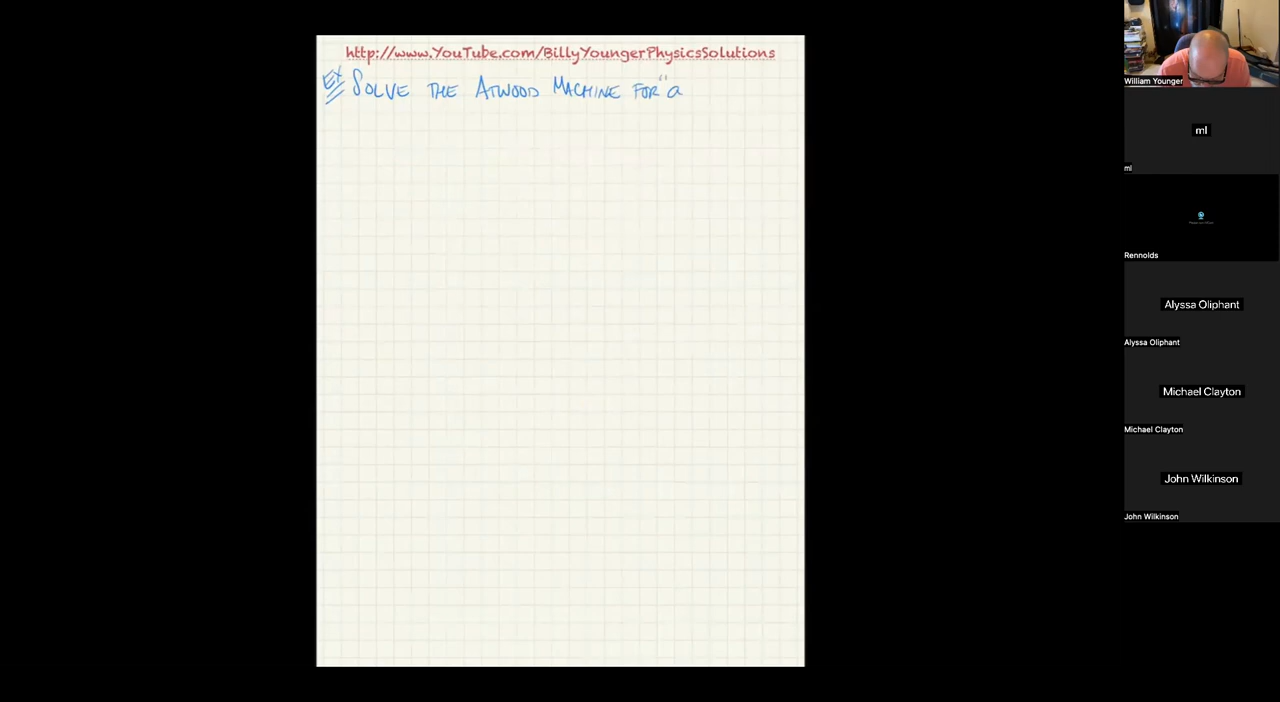 http://www.YouTube.com/BillyYoungerPhysicsSolutions
Ex Solve the Atwood Machine for "a
William Younger
ml
ml
Rennolds
Alyssa Oliphant
Alyssa Oliphant
Michael Clayton
Michael Clayton
John Wilkinson
John Wilkinson